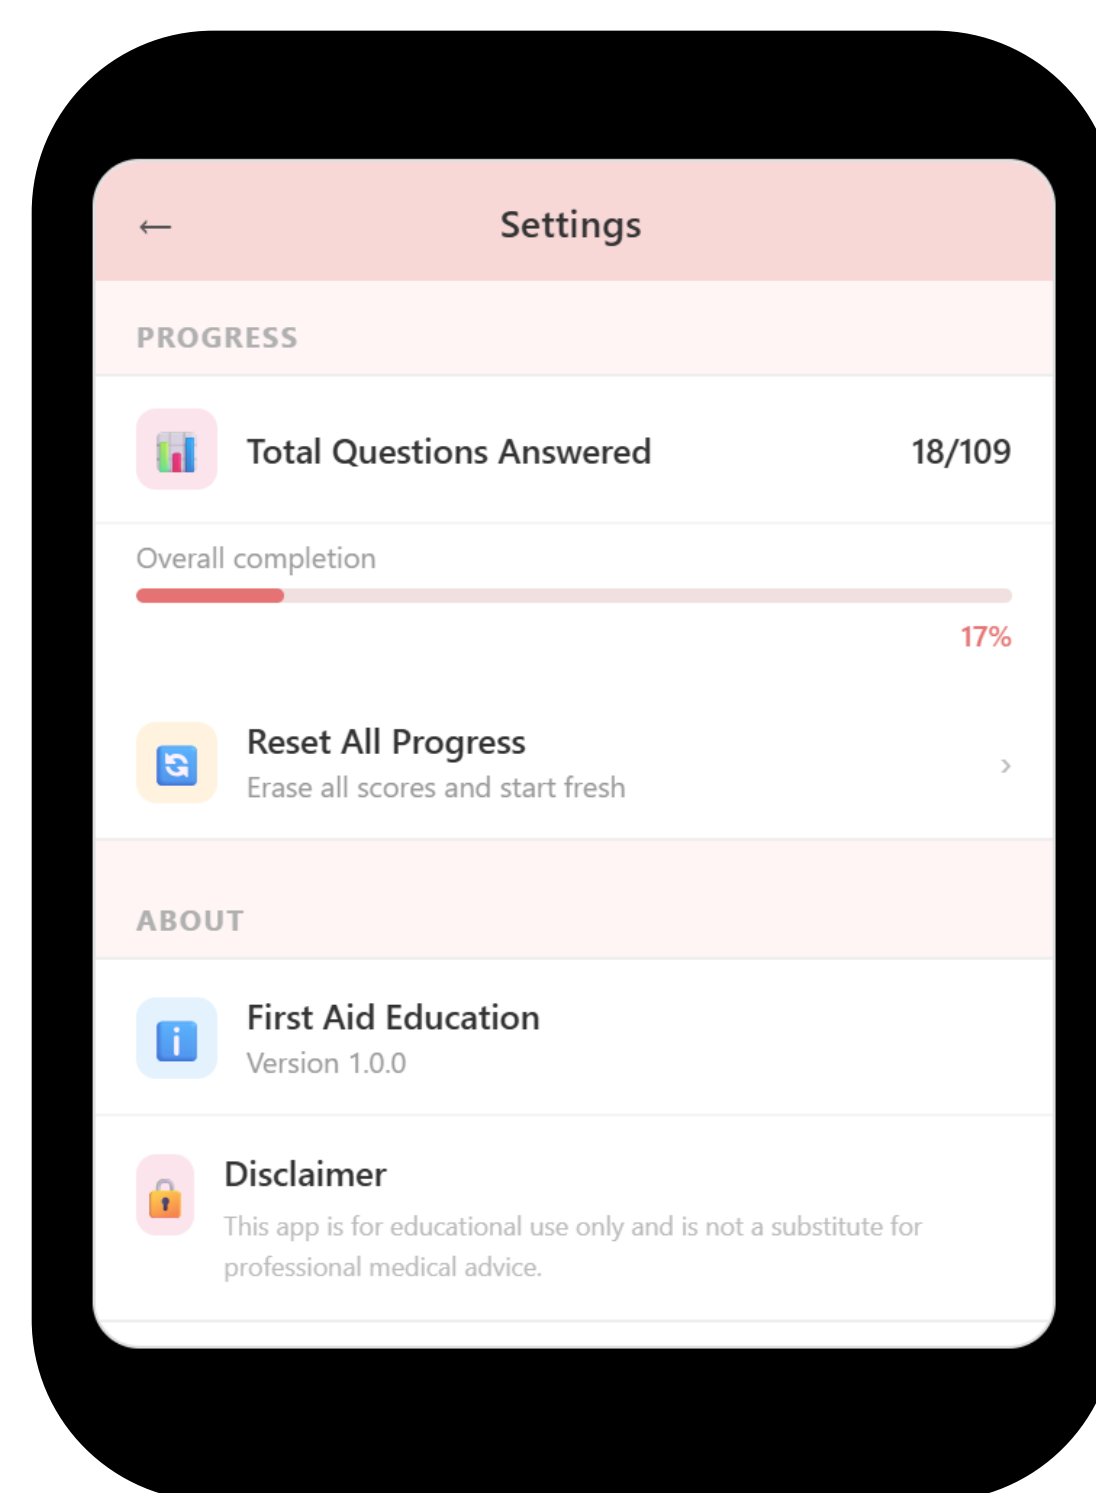 Settings
PROGRESS
Total Questions Answered 18/109
Overall completion
17%
Reset All Progress
Erase all scores and start fresh
ABOUT
First Aid Education
Version 1.0.0
Disclaimer
This app is for educational use only and is not a substitute for
professional medical advice.